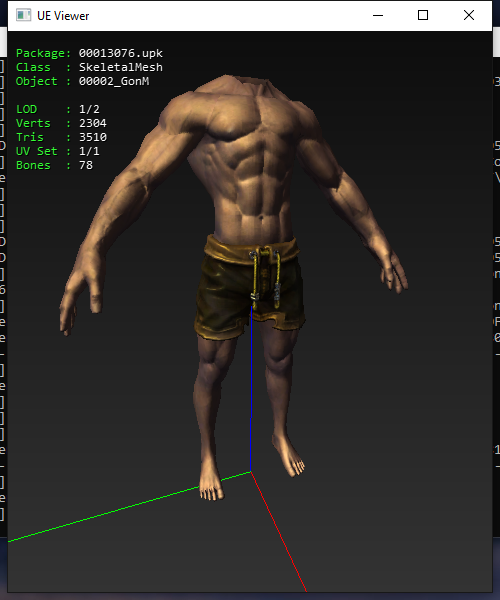 UE Viewer
Package: 00013076.upk
Class  : SkeletalMesh
Object : 00002_GonM
LOD    : 1/2
Verts  : 2304
Tris   : 3510
UV Set : 1/1
Bones  : 78